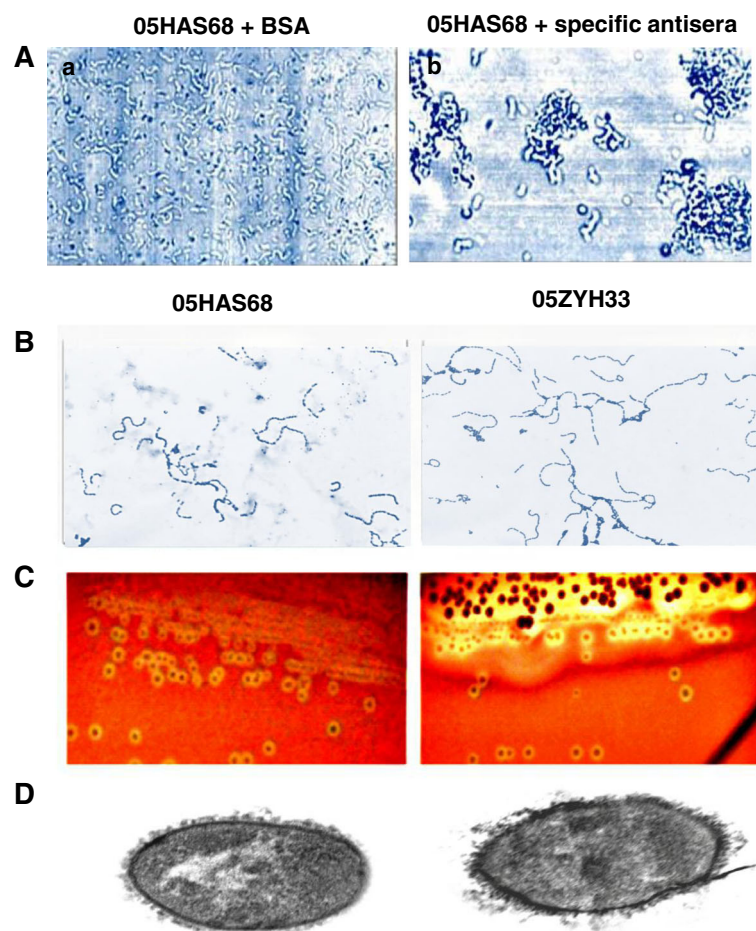 05HAS68 + BSA
05HAS68 + specific antisera
A
a
b
05HAS68
05ZYH33
B
C
D